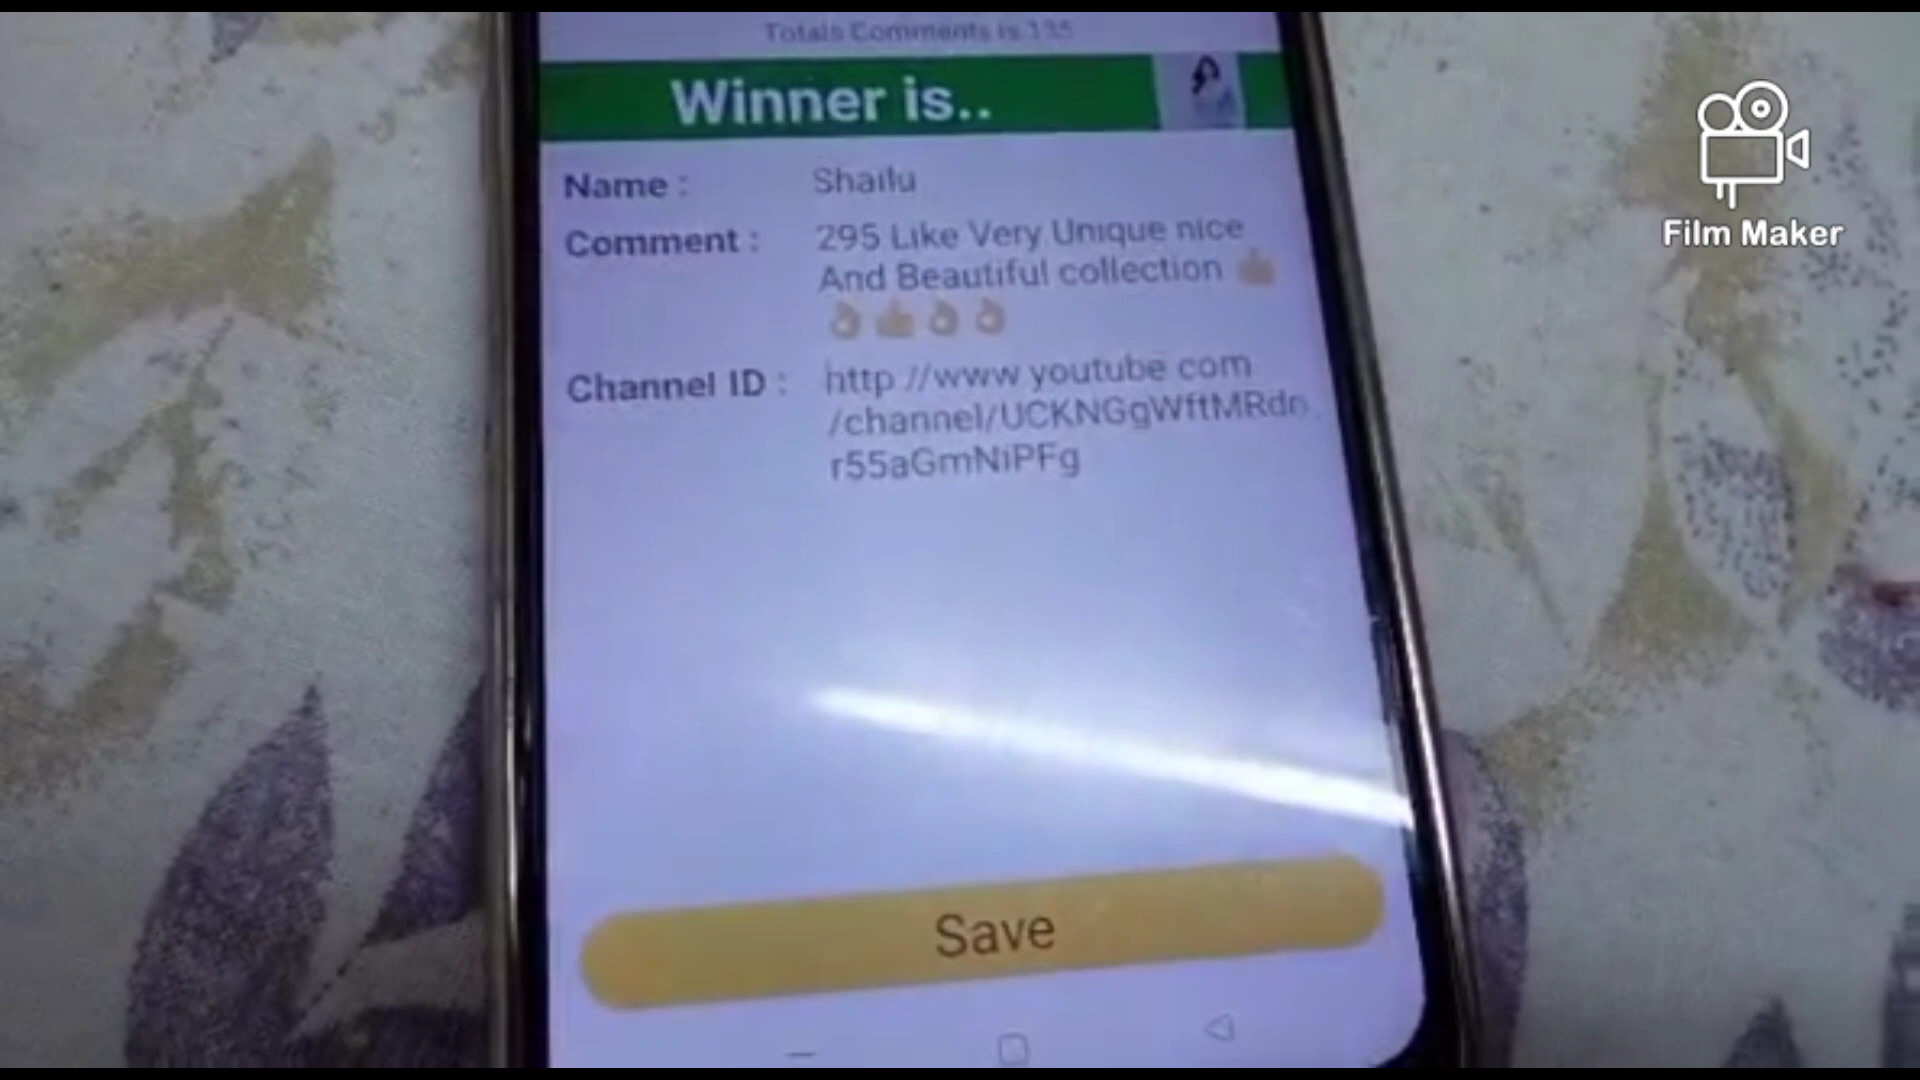 Totals Comments is 135
Winner is..
Name : Shailu
Comment : 295 Like Very Unique nice
And Beautiful collection 👍
👌👍👌👌
Channel ID : http://www.youtube.com
/channel/UCKNGgWftMRdn
r55aGmNiPFg
Save
Film Maker